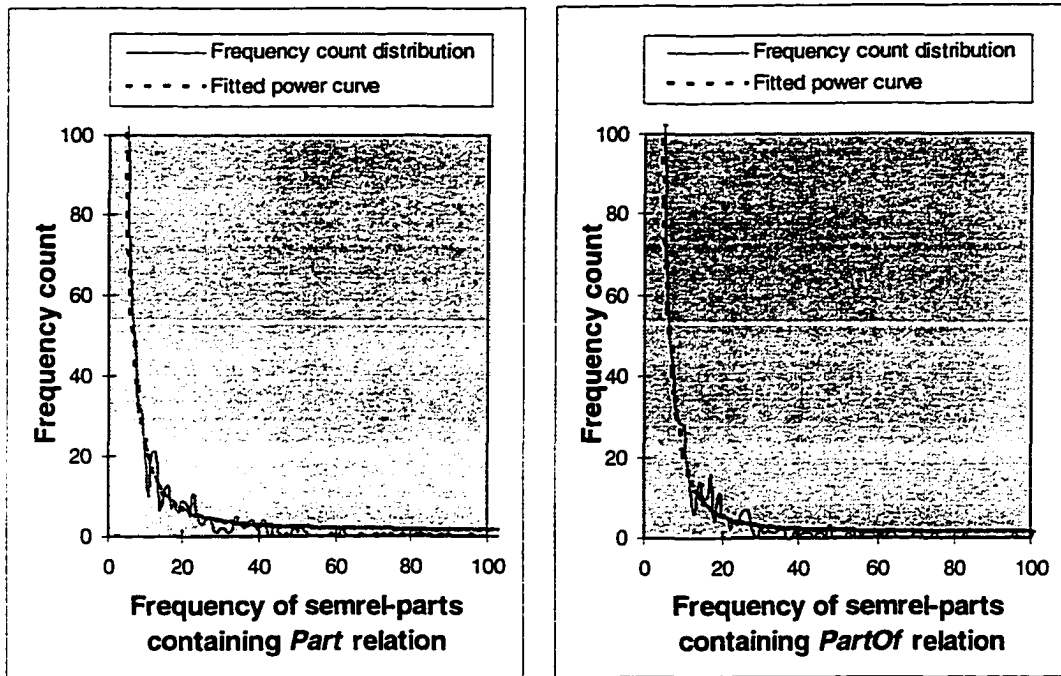 Frequency count distribution
Fitted power curve
Frequency count
100
80
60
40
20
0
0 20 40 60 80 100
Frequency of semrel-parts
containing Part relation
Frequency count distribution
Fitted power curve
Frequency count
100
80
60
40
20
0
0 20 40 60 80 100
Frequency of semrel-parts
containing PartOf relation